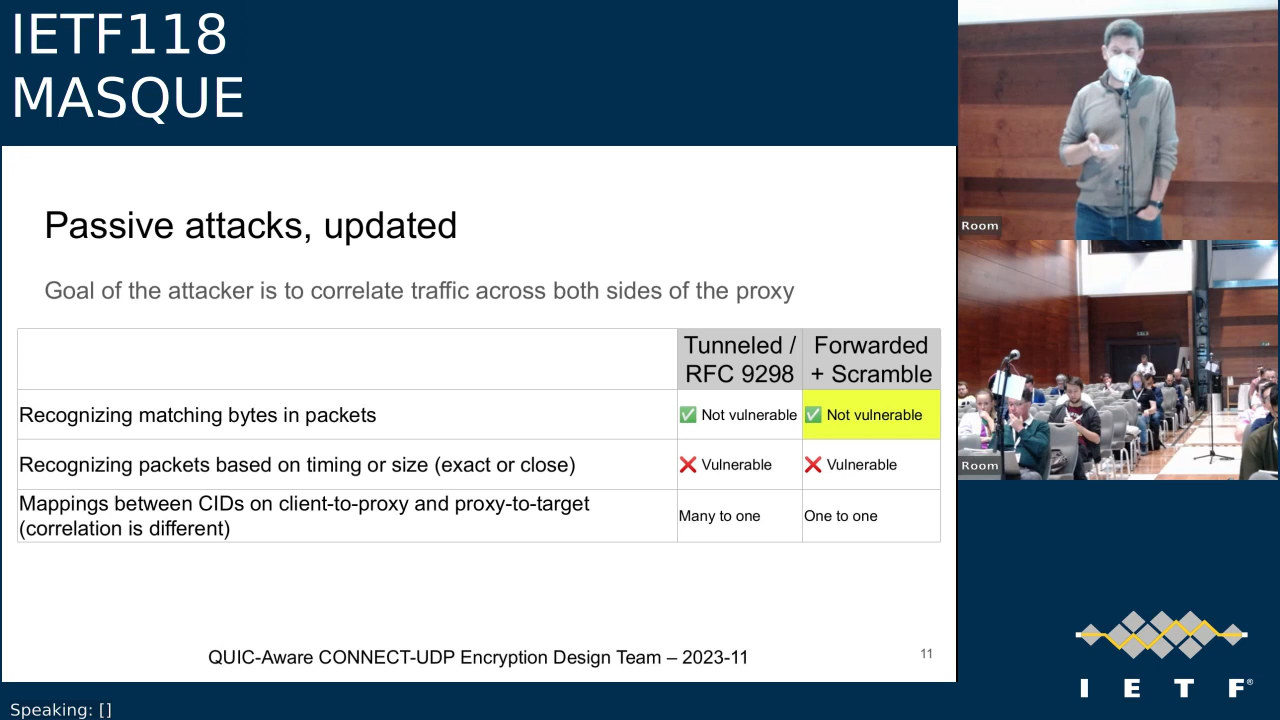 IETF118
MASQUE
Passive attacks, updated
Goal of the attacker is to correlate traffic across both sides of the proxy
Tunneled / RFC 9298
Forwarded + Scramble
Recognizing matching bytes in packets
✅ Not vulnerable
✅ Not vulnerable
Recognizing packets based on timing or size (exact or close)
❌ Vulnerable
❌ Vulnerable
Mappings between CIDs on client-to-proxy and proxy-to-target
(correlation is different)
Many to one
One to one
QUIC-Aware CONNECT-UDP Encryption Design Team – 2023-11
11
Room
Room
I E T F®
Speaking: []